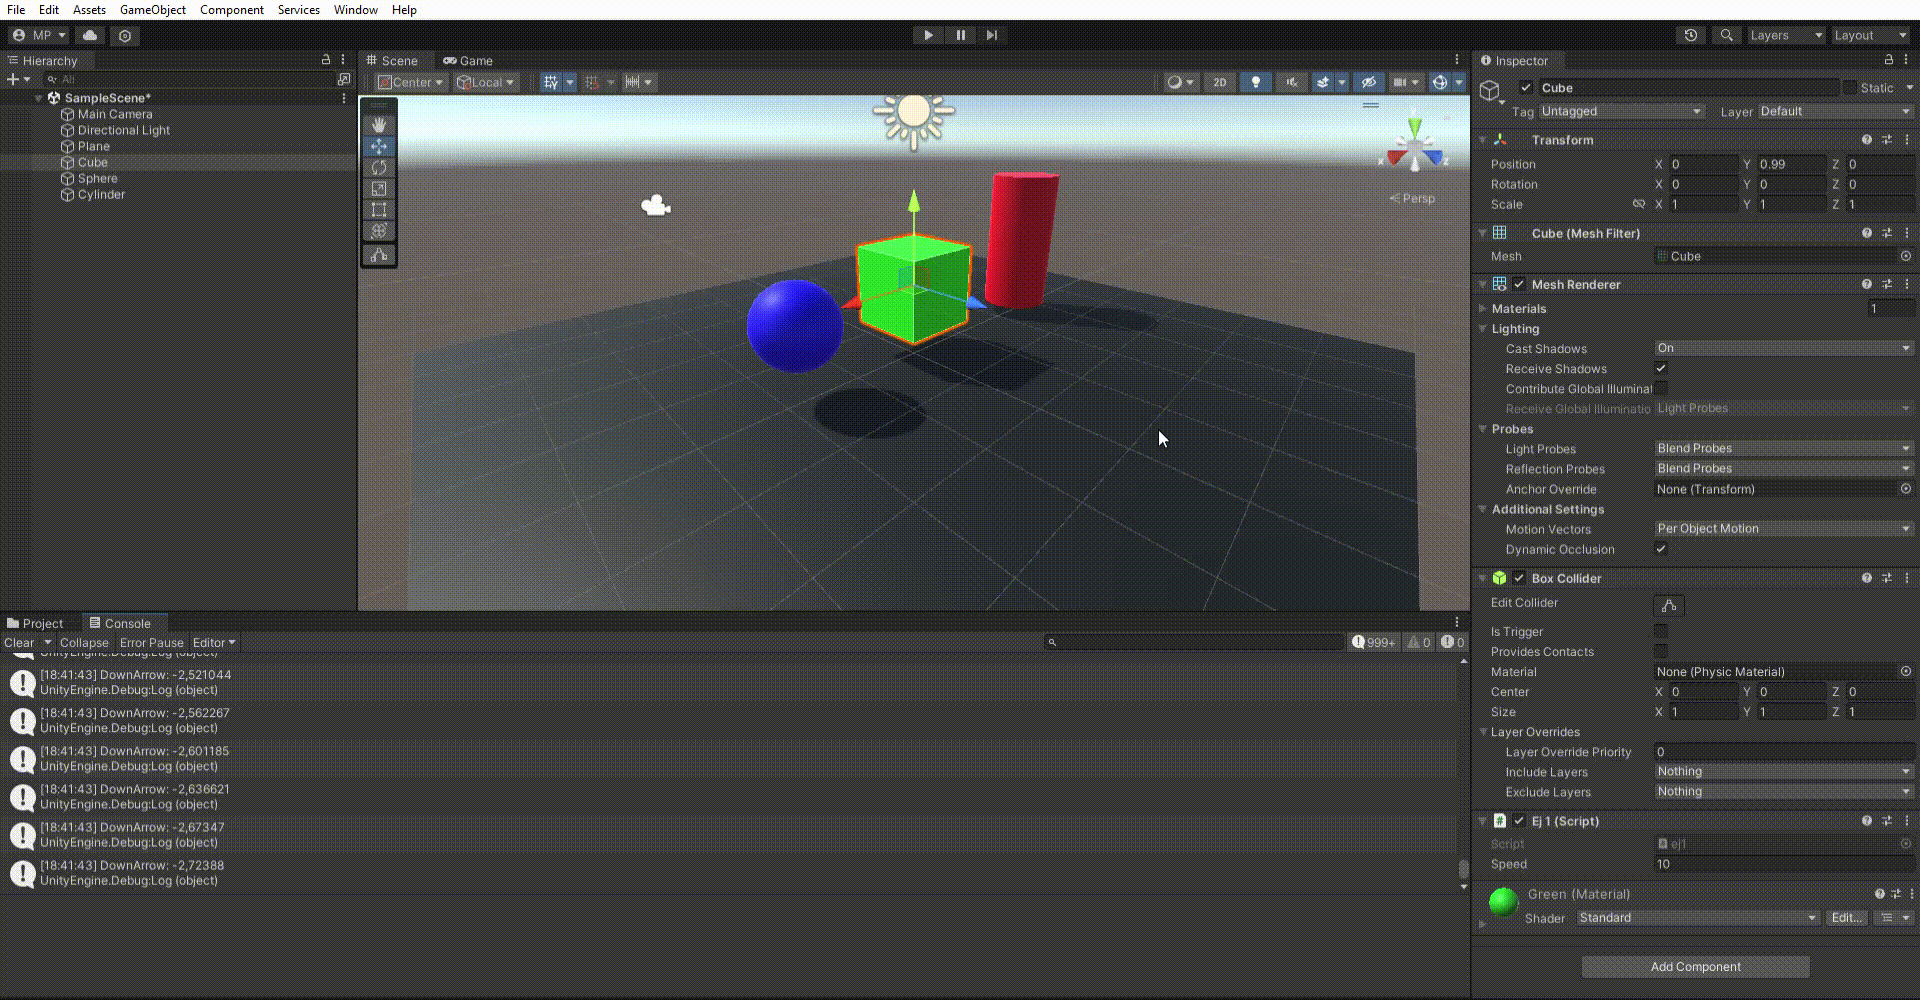 File Edit Assets GameObject Component Services Window Help
MP
Layers Layout
Hierarchy
All
SampleScene*
Main Camera
Directional Light
Plane
Cube
Sphere
Cylinder
Scene Game
Center Local
2D
x z
Persp
Project Console
Clear Collapse Error Pause Editor
999+ 0 0
UnityEngine.Debug:Log (object)
[18:41:43] DownArrow: -2,521044
UnityEngine.Debug:Log (object)
[18:41:43] DownArrow: -2,562267
UnityEngine.Debug:Log (object)
[18:41:43] DownArrow: -2,601185
UnityEngine.Debug:Log (object)
[18:41:43] DownArrow: -2,636621
UnityEngine.Debug:Log (object)
[18:41:43] DownArrow: -2,67347
UnityEngine.Debug:Log (object)
[18:41:43] DownArrow: -2,72388
UnityEngine.Debug:Log (object)
Inspector
Cube Static
Tag Untagged Layer Default
Transform
Position X 0 Y 0.99 Z 0
Rotation X 0 Y 0 Z 0
Scale X 1 Y 1 Z 1
Cube (Mesh Filter)
Mesh Cube
Mesh Renderer
Materials 1
Lighting
Cast Shadows On
Receive Shadows
Contribute Global Illuminat
Receive Global Illuminatio Light Probes
Probes
Light Probes Blend Probes
Reflection Probes Blend Probes
Anchor Override None (Transform)
Additional Settings
Motion Vectors Per Object Motion
Dynamic Occlusion
Box Collider
Edit Collider
Is Trigger
Provides Contacts
Material None (Physic Material)
Center X 0 Y 0 Z 0
Size X 1 Y 1 Z 1
Layer Overrides
Layer Override Priority 0
Include Layers Nothing
Exclude Layers Nothing
Ej 1 (Script)
Script ej1
Speed 10
Green (Material)
Shader Standard Edit...
Add Component